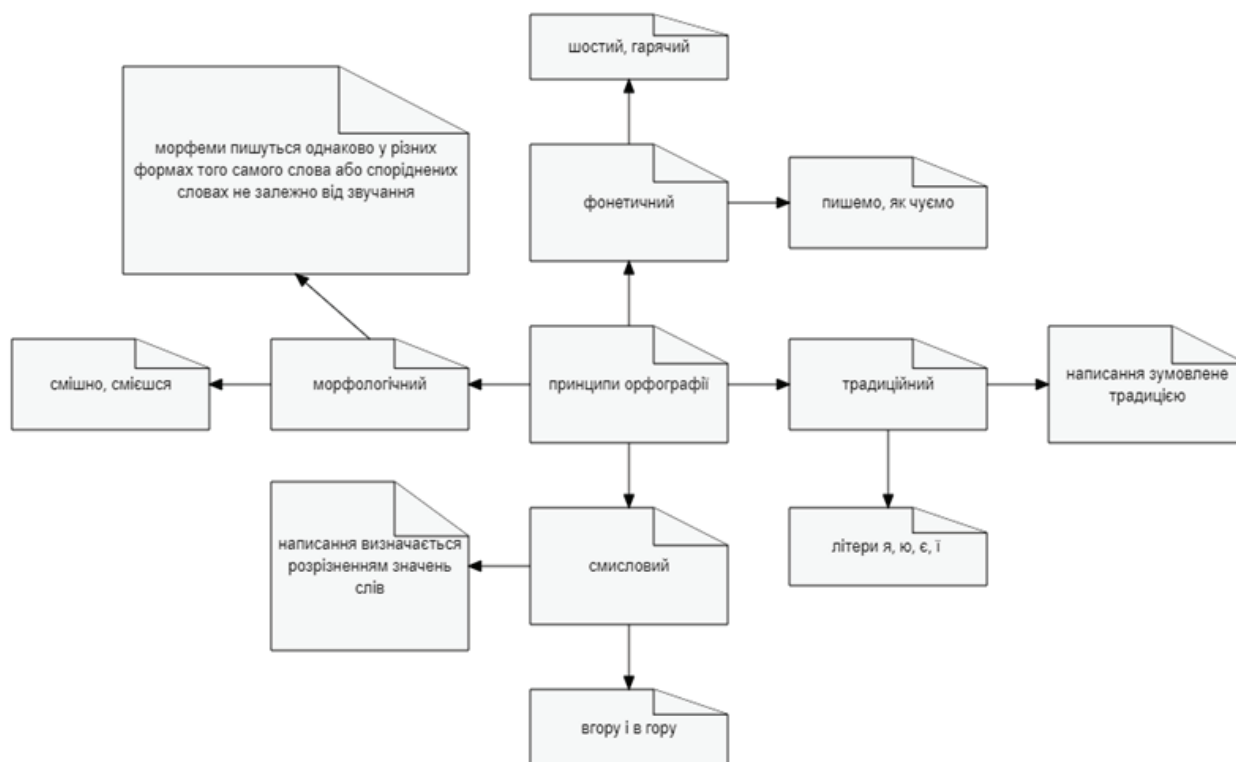 шостий, гарячий
морфеми пишуться однаково у різних
формах того самого слова або споріднених
словах не залежно від звучання
фонетичний
пишемо, як чуємо
смішно, смієшся
морфологічний
принципи орфографії
традиційний
написання зумовлене
традицією
написання визначається
розрізненням значень
слів
смисловий
літери я, ю, є, ї
вгору і в гору